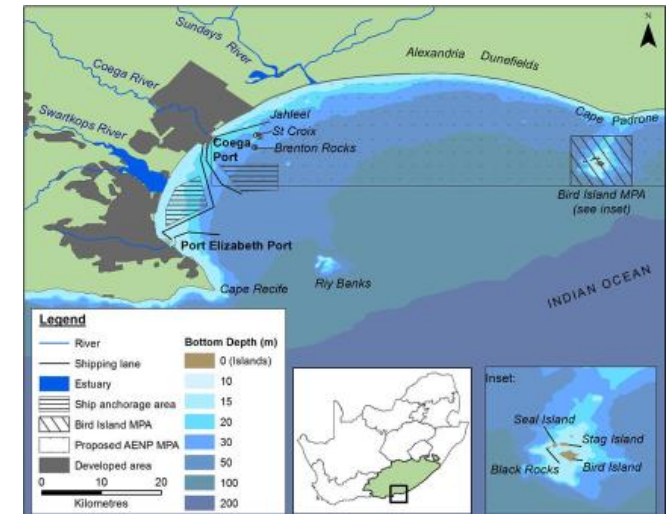 N
Sundays
River
Alexandria Dunefields
Coega River
Swartkops River
Jahleel
St Croix
Brenton Rocks
Coega
Port
Cape Padrone
Bird Island MPA
(see inset)
Port Elizabeth Port
Cape Recife
Riy Banks
INDIAN OCEAN
Legend
River
Shipping lane
Estuary
Ship anchorage area
Bird Island MPA
Proposed AENP MPA
Developed area
0 10 20
Kilometres
Bottom Depth (m)
0 (Islands)
10
15
20
30
50
100
200
Inset:
Seal Island
Stag Island
Black Rocks
Bird Island